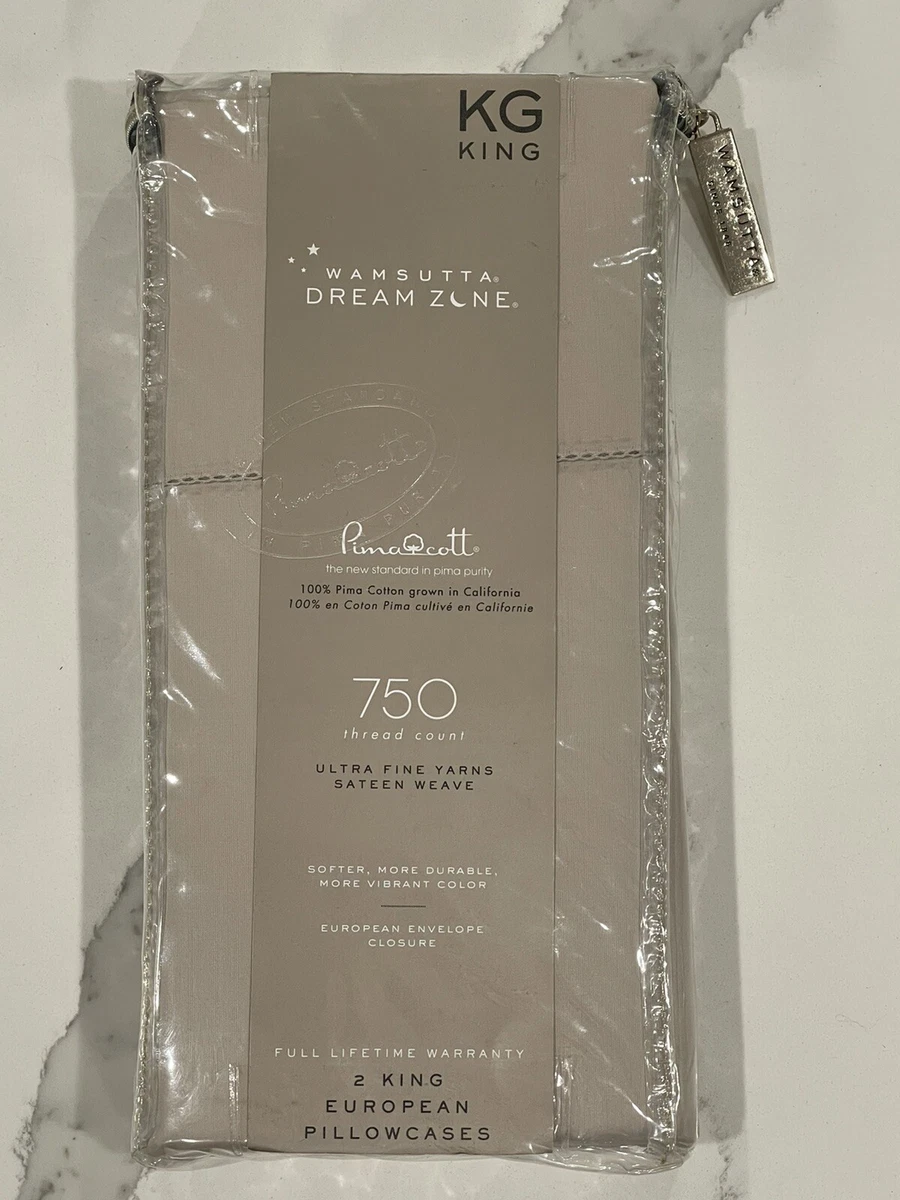 KG
KING
WAMSUTTA®
DREAM ZONE®
Pimacott®
the new standard in pima purity
100% Pima Cotton grown in California
100% en Coton Pima cultivé en Californie
750
thread count
ULTRA FINE YARNS
SATEEN WEAVE
SOFTER, MORE DURABLE,
MORE VIBRANT COLOR
EUROPEAN ENVELOPE
CLOSURE
FULL LIFETIME WARRANTY
2 KING
EUROPEAN
PILLOWCASES
WAMSUTTA
Pimacott